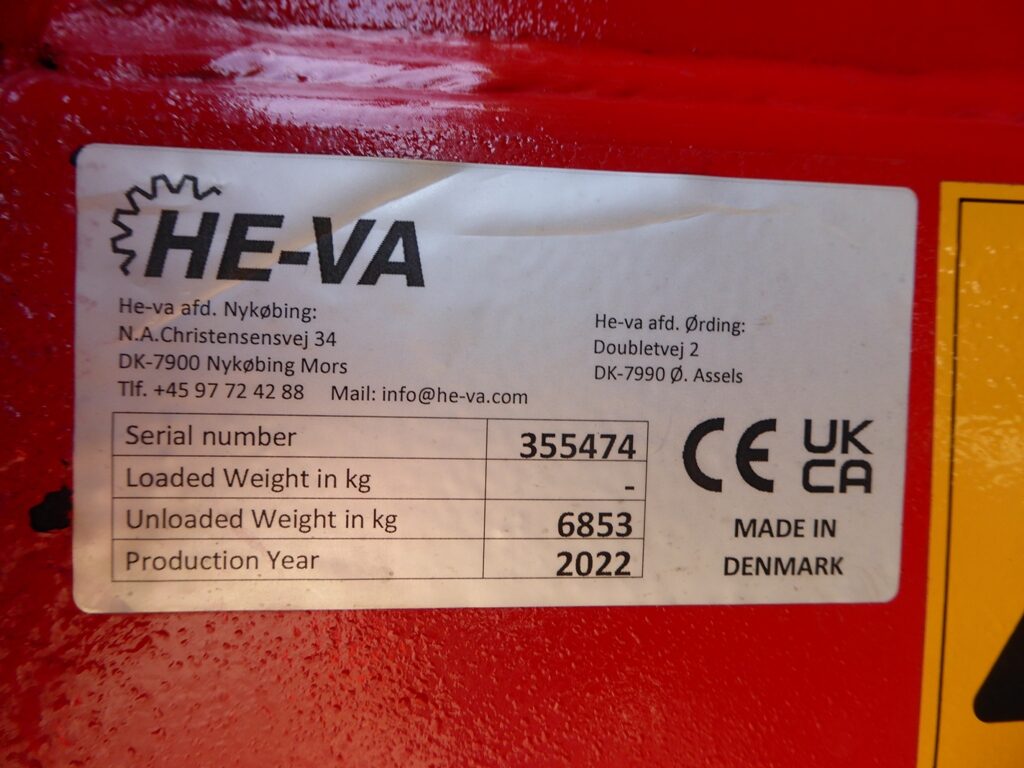 HE-VA
He-va afd. Nykøbing:
N.A.Christensensvej 34
DK-7900 Nykøbing Mors
Tlf. +45 97 72 42 88 Mail: info@he-va.com
He-va afd. Ørding:
Doubletvej 2
DK-7990 Ø. Assels
Serial number 355474
Loaded Weight in kg -
Unloaded Weight in kg 6853
Production Year 2022
CE UK
CA
MADE IN
DENMARK